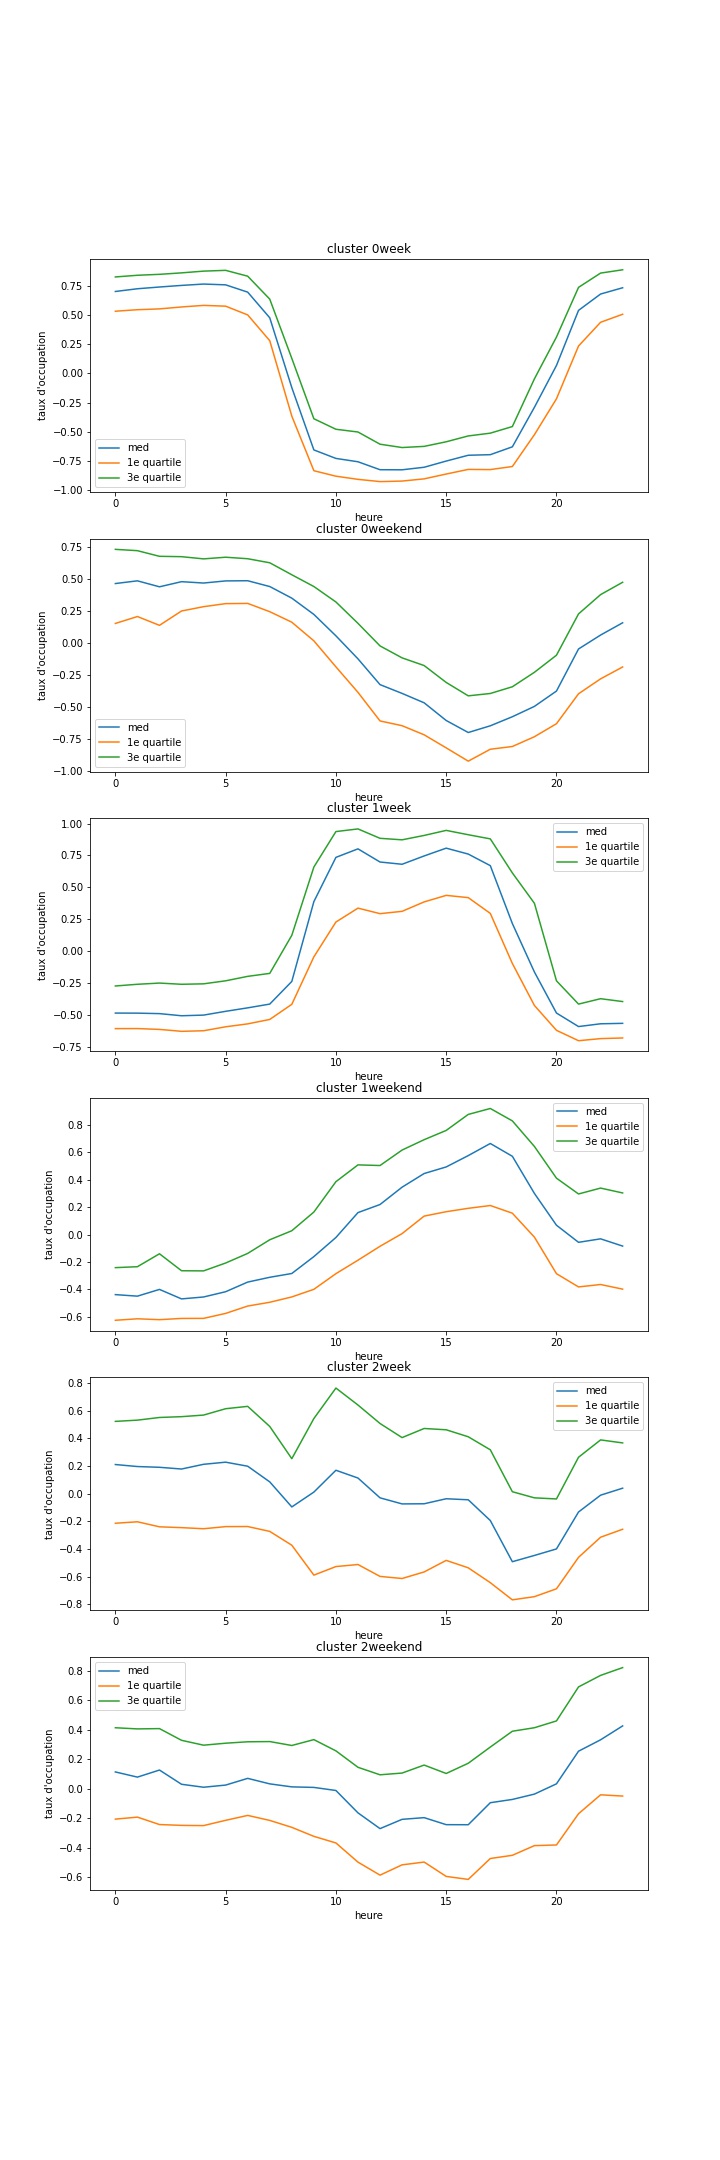 cluster 0week
0.75
0.50
0.25
0.00
−0.25
−0.50
−0.75
−1.00
taux d'occupation
med
1e quartile
3e quartile
0 5 10 15 20
heure
cluster 0weekend
0.75
0.50
0.25
0.00
−0.25
−0.50
−0.75
−1.00
taux d'occupation
med
1e quartile
3e quartile
0 5 10 15 20
heure
cluster 1week
1.00
0.75
0.50
0.25
0.00
−0.25
−0.50
−0.75
taux d'occupation
med
1e quartile
3e quartile
0 5 10 15 20
heure
cluster 1weekend
0.8
0.6
0.4
0.2
0.0
−0.2
−0.4
−0.6
taux d'occupation
med
1e quartile
3e quartile
0 5 10 15 20
heure
cluster 2week
0.8
0.6
0.4
0.2
0.0
−0.2
−0.4
−0.6
−0.8
taux d'occupation
med
1e quartile
3e quartile
0 5 10 15 20
heure
cluster 2weekend
0.8
0.6
0.4
0.2
0.0
−0.2
−0.4
−0.6
taux d'occupation
med
1e quartile
3e quartile
0 5 10 15 20
heure